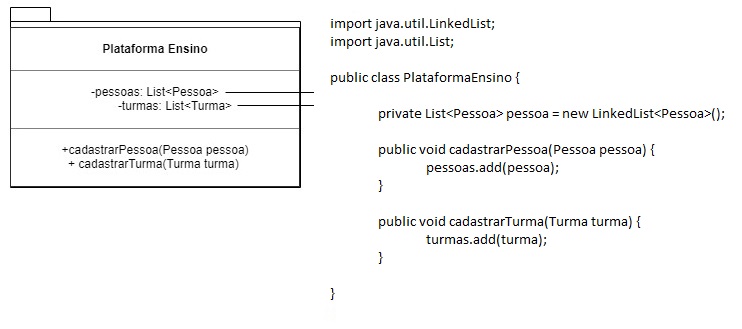 Plataforma Ensino
-pessoas: List<Pessoa>
-turmas: List<Turma>
+cadastrarPessoa(Pessoa pessoa)
+ cadastrarTurma(Turma turma)
import java.util.LinkedList;
import java.util.List;
public class PlataformaEnsino {
private List<Pessoa> pessoa = new LinkedList<Pessoa>();
public void cadastrarPessoa(Pessoa pessoa) {
pessoas.add(pessoa);
}
public void cadastrarTurma(Turma turma) {
turmas.add(turma);
}
}